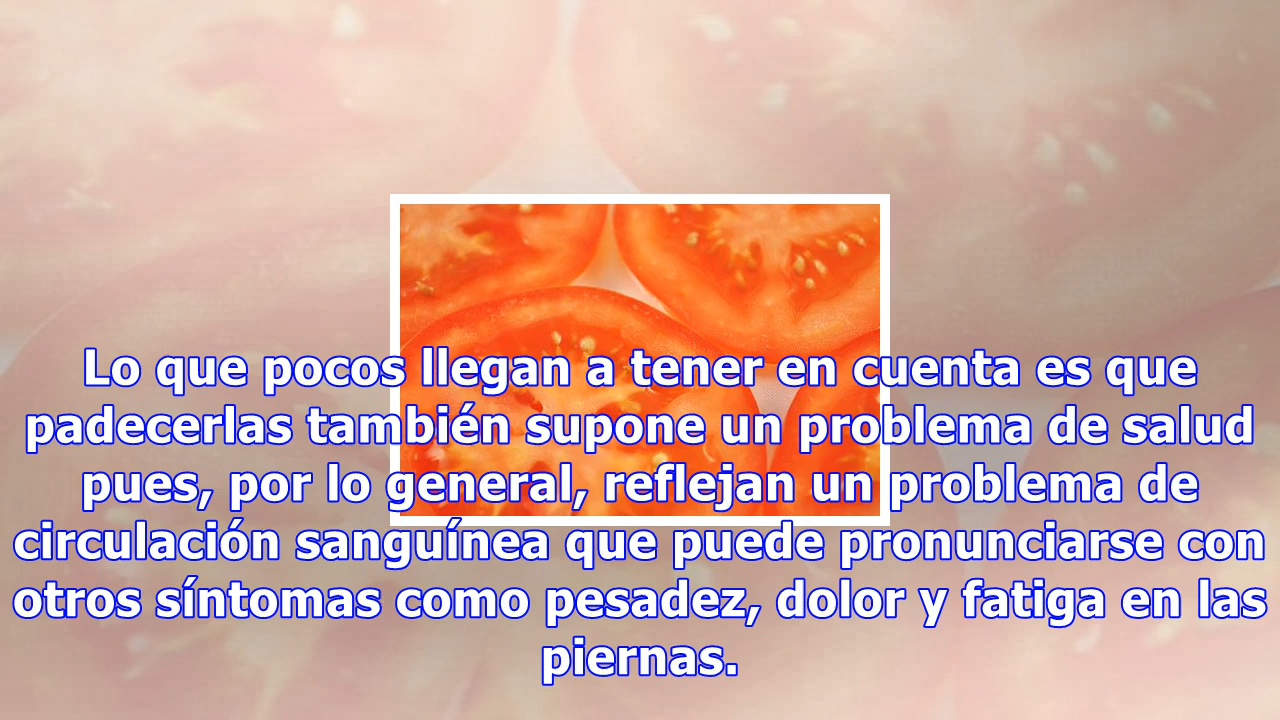 Lo que pocos llegan a tener en cuenta es que
padecerlas también supone un problema de salud
pues, por lo general, reflejan un problema de
circulación sanguínea que puede pronunciarse con
otros síntomas como pesadez, dolor y fatiga en las
piernas.